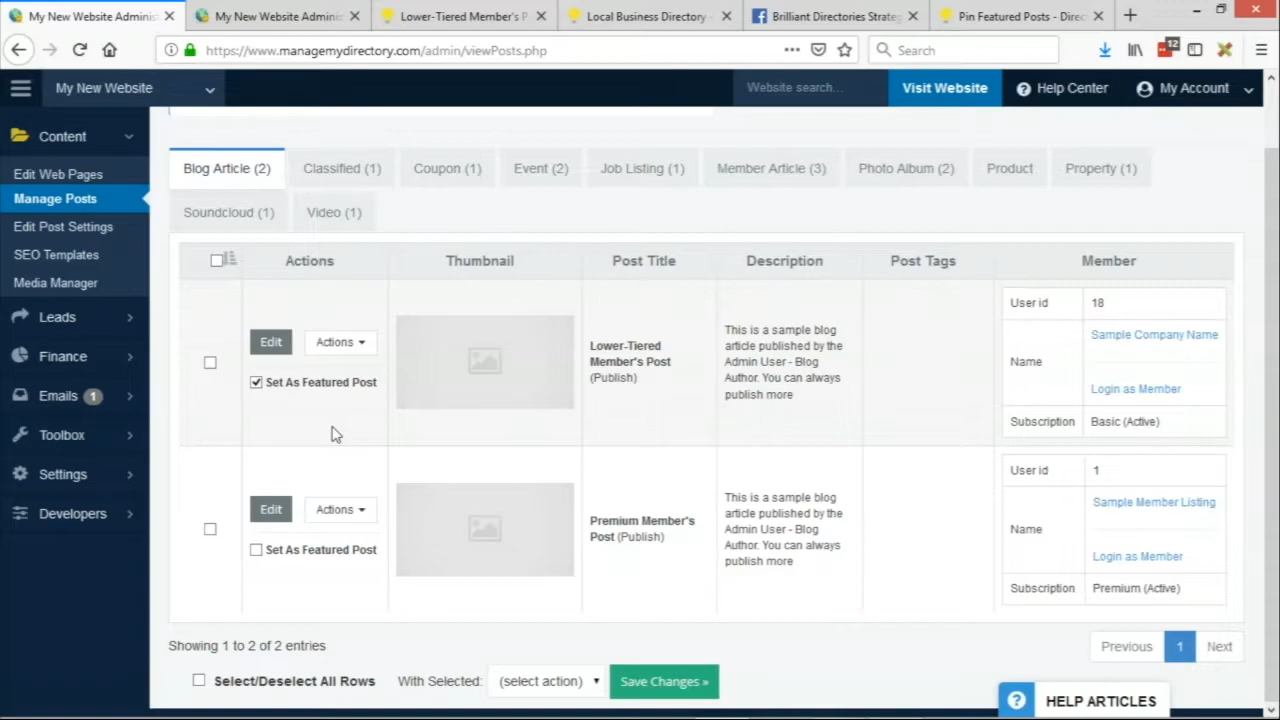 My New Website Adminis
My New Website Administ
Lower-Tiered Member's P
Local Business Directory -
Brilliant Directories Strateg
Pin Featured Posts - Direct
https://www.managemydirectory.com/admin/viewPosts.php
Search
12
My New Website
Website search...
Visit Website
Help Center
My Account
Content
Edit Web Pages
Manage Posts
Edit Post Settings
SEO Templates
Media Manager
Leads
Finance
Emails 1
Toolbox
Settings
Developers
Blog Article (2)
Classified (1)
Coupon (1)
Event (2)
Job Listing (1)
Member Article (3)
Photo Album (2)
Product
Property (1)
Soundcloud (1)
Video (1)
Actions
Thumbnail
Post Title
Description
Post Tags
Member
Edit
Actions
Set As Featured Post
Lower-Tiered
Member's Post
(Publish)
This is a sample blog
article published by the
Admin User - Blog
Author. You can always
publish more
User id
18
Name
Sample Company Name
Login as Member
Subscription
Basic (Active)
Edit
Actions
Set As Featured Post
Premium Member's
Post (Publish)
This is a sample blog
article published by the
Admin User - Blog
Author. You can always
publish more
User id
1
Name
Sample Member Listing
Login as Member
Subscription
Premium (Active)
Showing 1 to 2 of 2 entries
Previous
1
Next
Select/Deselect All Rows
With Selected:
(select action)
Save Changes »
? HELP ARTICLES